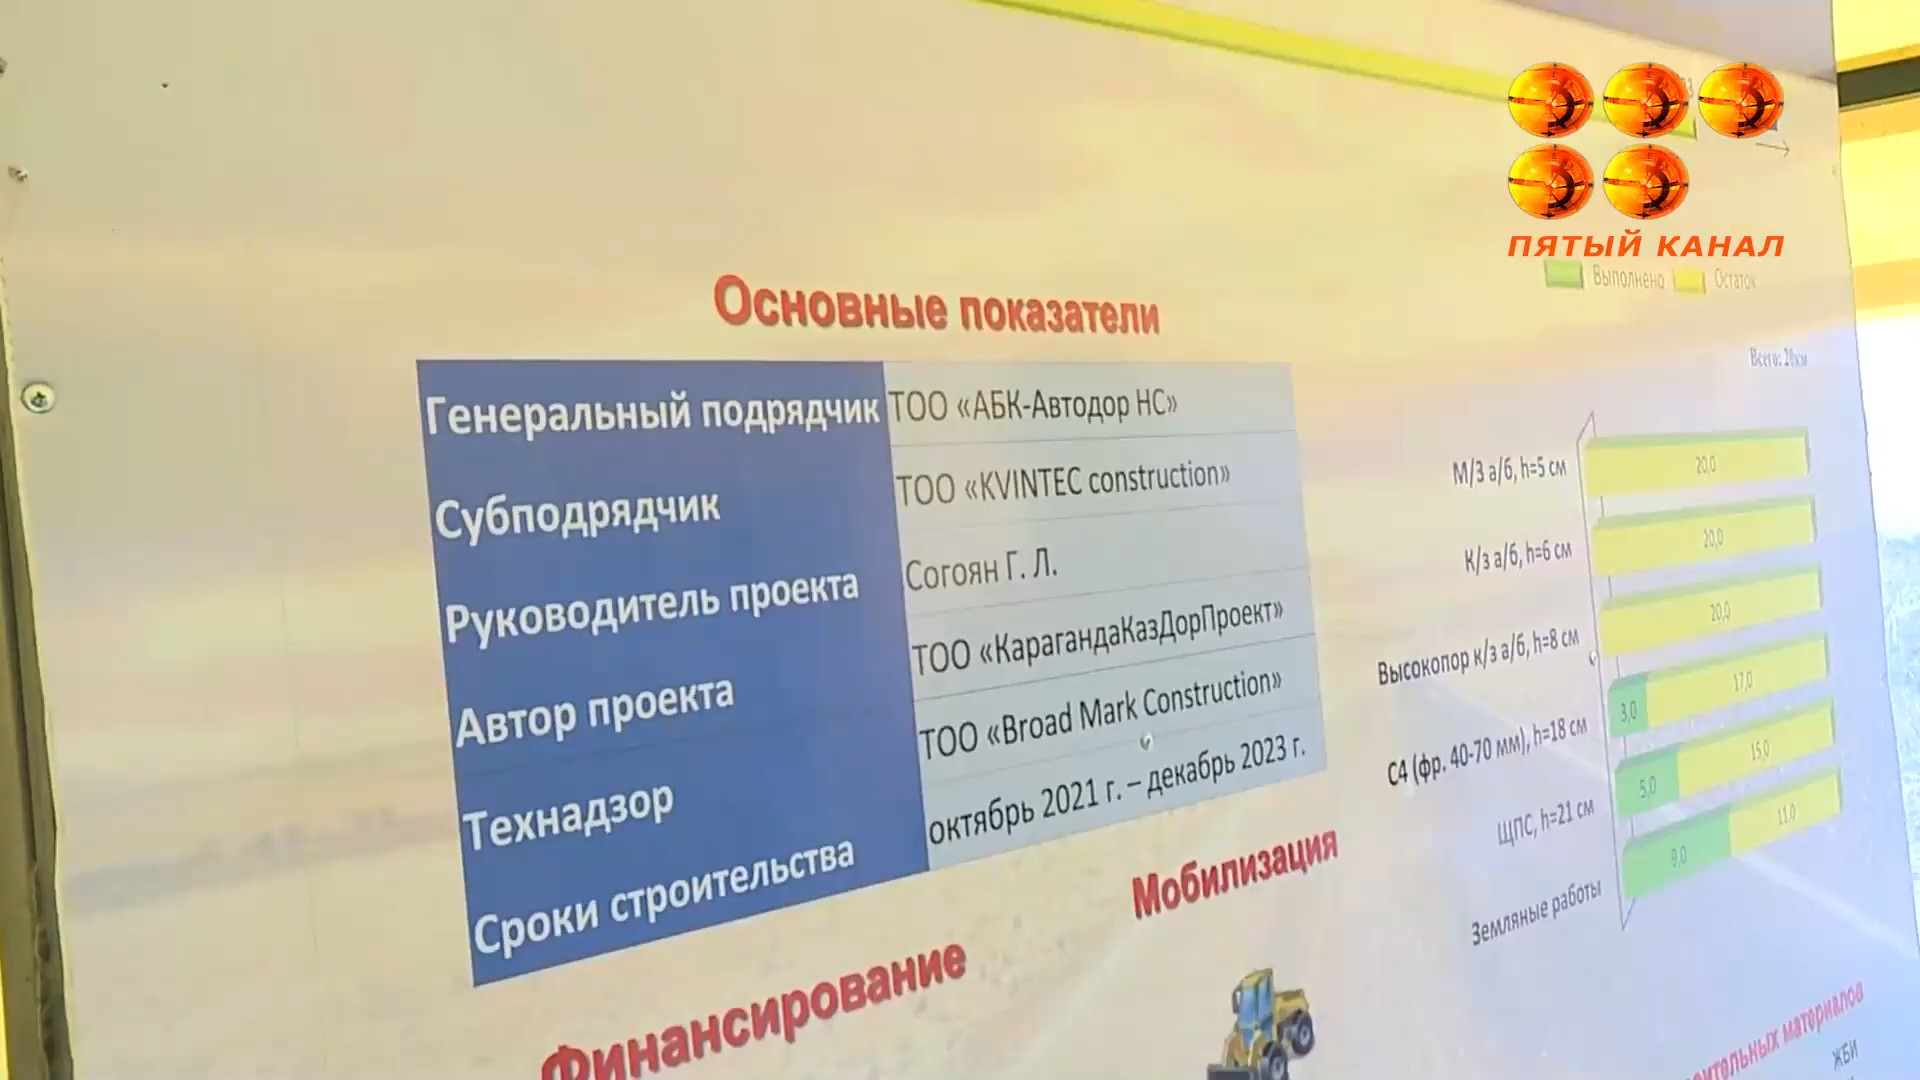 ПЯТЫЙ КАНАЛ
Выполнено Остаток
Основные показатели
Всего: 20км
Генеральный подрядчик ТОО «АБК-Автодор НС»
Субподрядчик ТОО «KVINTEC construction»
Руководитель проекта Согоян Г. Л.
Автор проекта ТОО «КарагандаКазДорПроект»
Технадзор ТОО «Broad Mark Construction»
Сроки строительства октябрь 2021 г. – декабрь 2023 г.
М/З а/б, h=5 см 20,0
К/з а/б, h=6 см 20,0
Высокопор к/з а/б, h=8 см 20,0
С4 (фр. 40-70 мм), h=18 см 3,0 17,0
ЩПС, h=21 см 5,0 15,0
Земляные работы 9,0 11,0
Мобилизация
Финансирование
материалов
ЖБИ